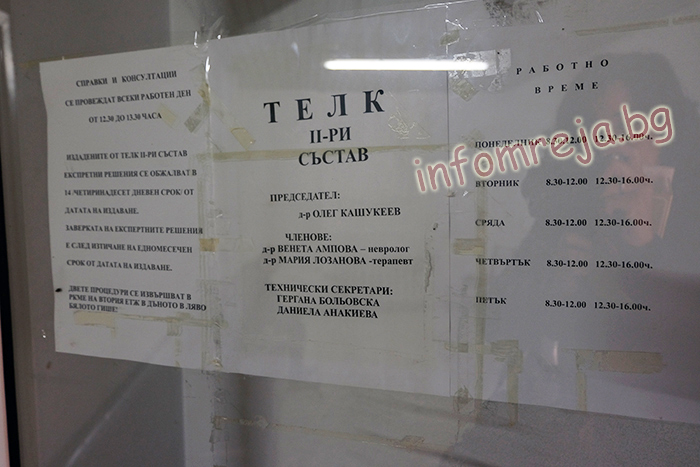 СПРАВКИ И КОНСУЛТАЦИИ
СЕ ПРОВЕЖДАТ ВСЕКИ РАБОТЕН ДЕН
ОТ 12.30 ДО 13.30 ЧАСА
ИЗДАДЕНИТЕ ОТ ТЕЛК II-РИ СЪСТАВ
ЕКСПРЕТНИ РЕШЕНИЯ СЕ ОБЖАЛВАТ В
14 /ЧЕТИРИНАДЕСЕТ ДНЕВЕН СРОК/ ОТ
ДАТАТА НА ИЗДАВАНЕ.
ЗАВЕРКАТА НА ЕКСПЕРТНИТЕ РЕШЕНИЯ
Е СЛЕД ИЗТИЧАНЕ НА ЕДНОМЕСЕЧЕН
СРОК ОТ ДАТАТА НА ИЗДАВАНЕ.
ДВЕТЕ ПРОЦЕДУРИ СЕ ИЗВЪРШВАТ В
РКМЕ НА ВТОРИЯ ЕТЖ В ДЪНОТО В ЛЯВО
БЯЛОТО ГИШЕ!
ТЕЛК
II-РИ
СЪСТАВ
ПРЕДСЕДАТЕЛ:
д-р ОЛЕГ КАШУКЕЕВ
ЧЛЕНОВЕ:
д-р ВЕНЕТА АМПОВА – невролог
д-р МАРИЯ ЛОЗАНОВА -терапевт
ТЕХНИЧЕСКИ СЕКРЕТАРИ:
ГЕРГАНА БОЛЬОВСКА
ДАНИЕЛА АНАКИЕВА
РАБОТНО
ВРЕМЕ
ПОНЕДЕЛНИК 8.30-12.00 12.30-16.00ч.
ВТОРНИК 8.30-12.00 12.30-16.00ч.
СРЯДА 8.30-12.00 12.30-16.00ч.
ЧЕТВЪРТЪК 8.30-12.00 12.30-16.00ч.
ПЕТЪК 8.30-12.00 12.30-16.00ч.
infomreja.bg